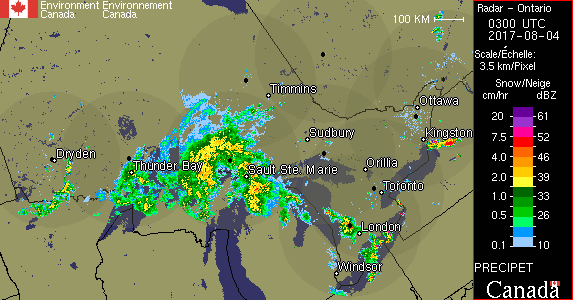 Environment Environnement
Canada Canada
100 KM
Radar - Ontario
0300 UTC
2017-08-04
Scale/Échelle:
3.5 km/Pixel
Snow/Neige
cm/hr dBZ
20 61
7.5 52
4.0 46
2.0 39
1.0 33
0.5 26
0.1 10
PRECIPET
Canada
Timmins
Ottawa
Sudbury
Kingston
Dryden
Thunder Bay
Sault Ste. Marie
Orillia
Toronto
London
Windsor